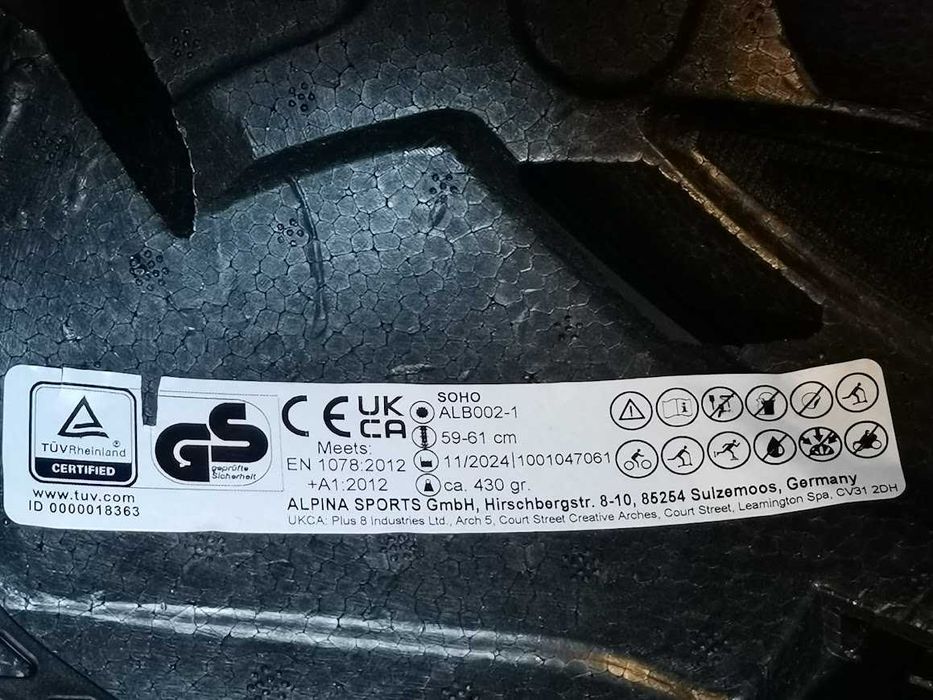 TÜVRheinland®
CERTIFIED
www.tuv.com
ID 0000018363
GS
geprüfte
Sicherheit
CE UK
CA
Meets:
EN 1078:2012
+A1:2012
SOHO
ALB002-1
59-61 cm
11/2024|1001047061
ca. 430 gr.
ALPINA SPORTS GmbH, Hirschbergstr. 8-10, 85254 Sulzemoos, Germany
UKCA: Plus 8 Industries Ltd., Arch 5, Court Street Creative Arches, Court Street, Leamington Spa, CV31 2DH